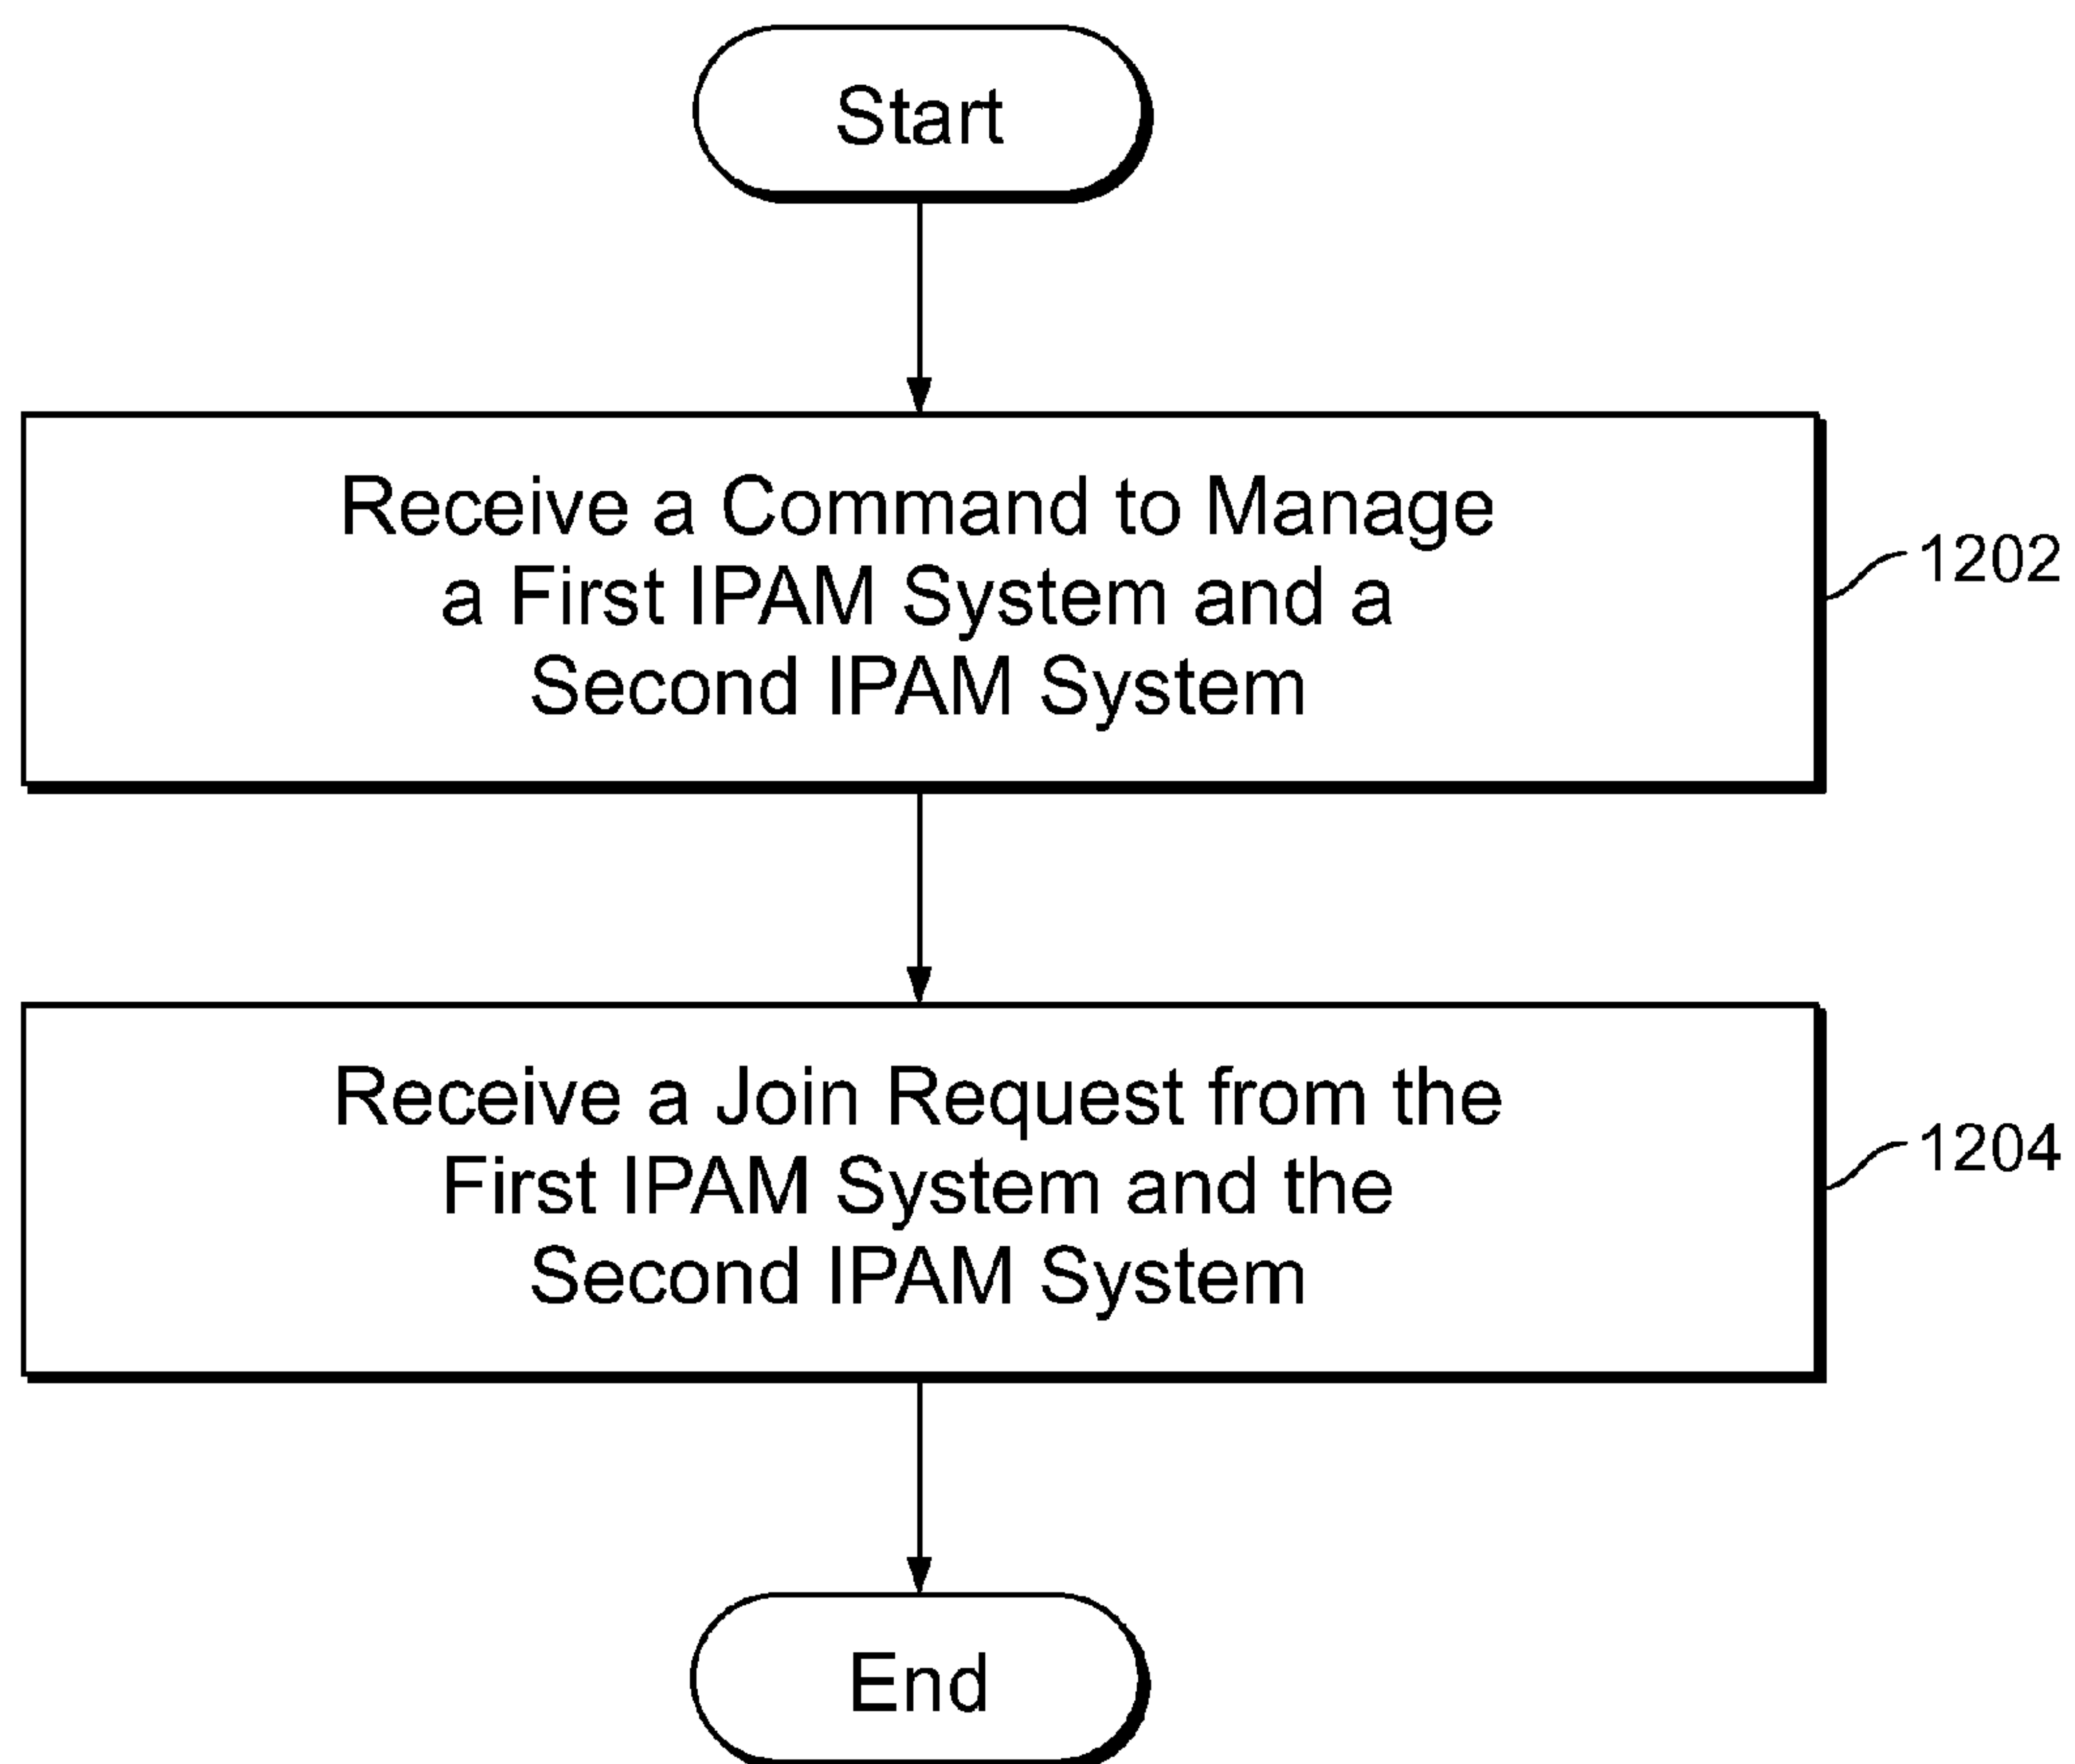 Start
Receive a Command to Manage
a First IPAM System and a
Second IPAM System
1202
Receive a Join Request from the
First IPAM System and the
Second IPAM System
1204
End